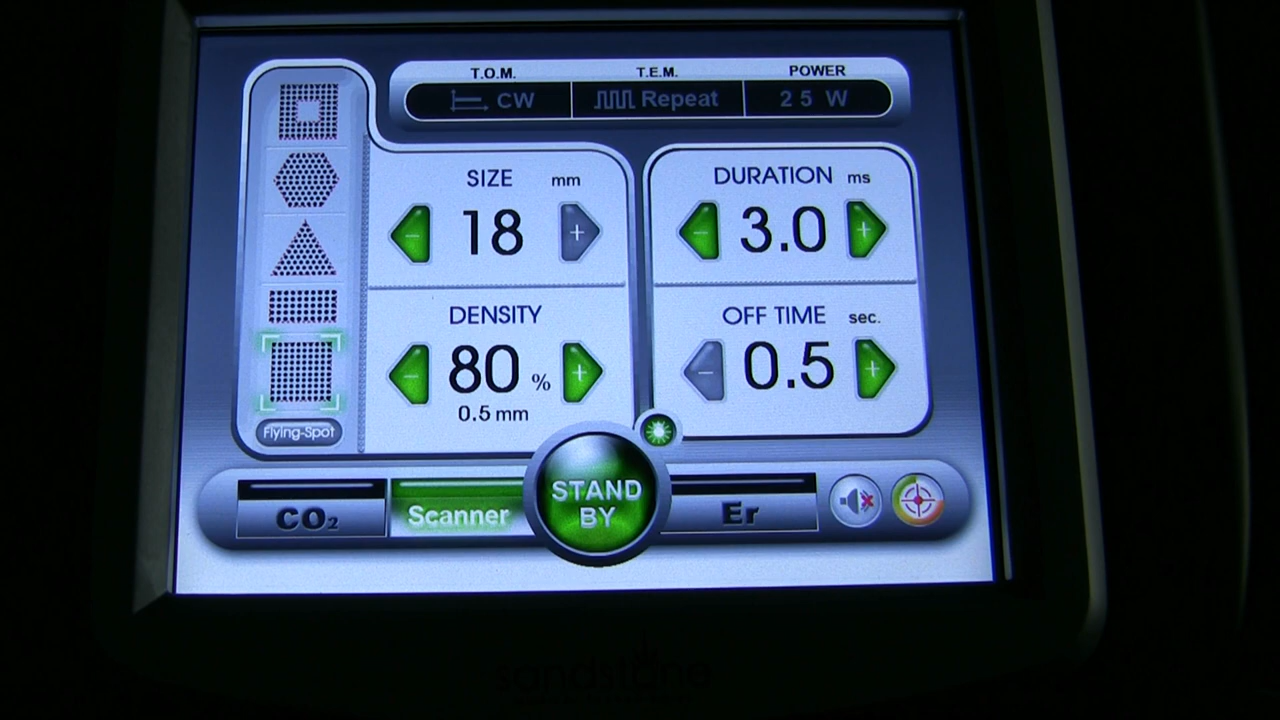 T.O.M. T.E.M. POWER
CW Repeat 25 W
SIZE mm
- 18 +
DENSITY
- 80 % +
0.5 mm
DURATION ms
- 3.0 +
OFF TIME sec.
- 0.5 +
Flying-Spot
CO₂ Scanner STAND BY Er
sandstone